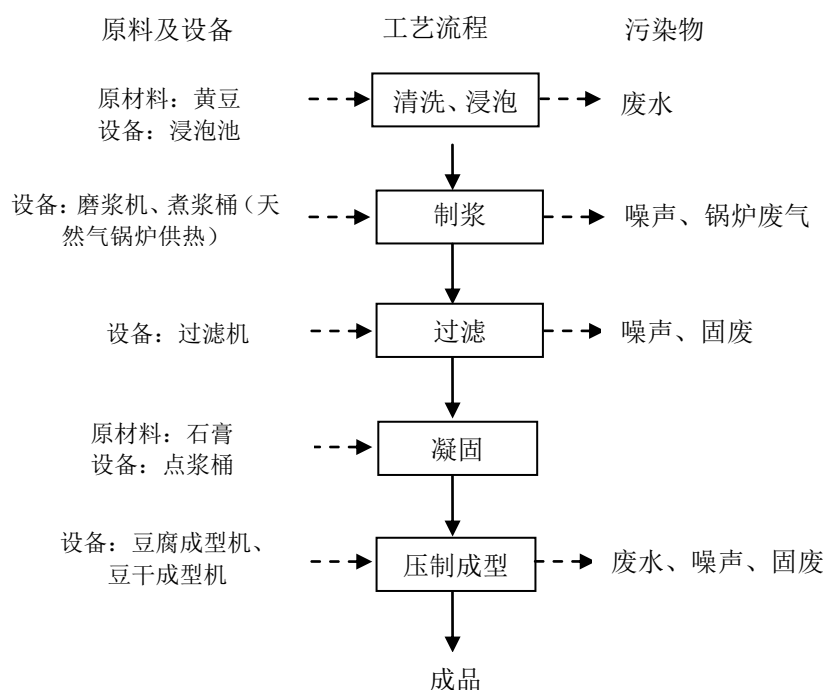 原料及设备 工艺流程 污染物
原材料：黄豆
设备：浸泡池
清洗、浸泡
废水
设备：磨浆机、煮浆桶（天
然气锅炉供热）
制浆
噪声、锅炉废气
设备：过滤机
过滤
噪声、固废
原材料：石膏
设备：点浆桶
凝固
设备：豆腐成型机、
豆干成型机
压制成型
废水、噪声、固废
成品